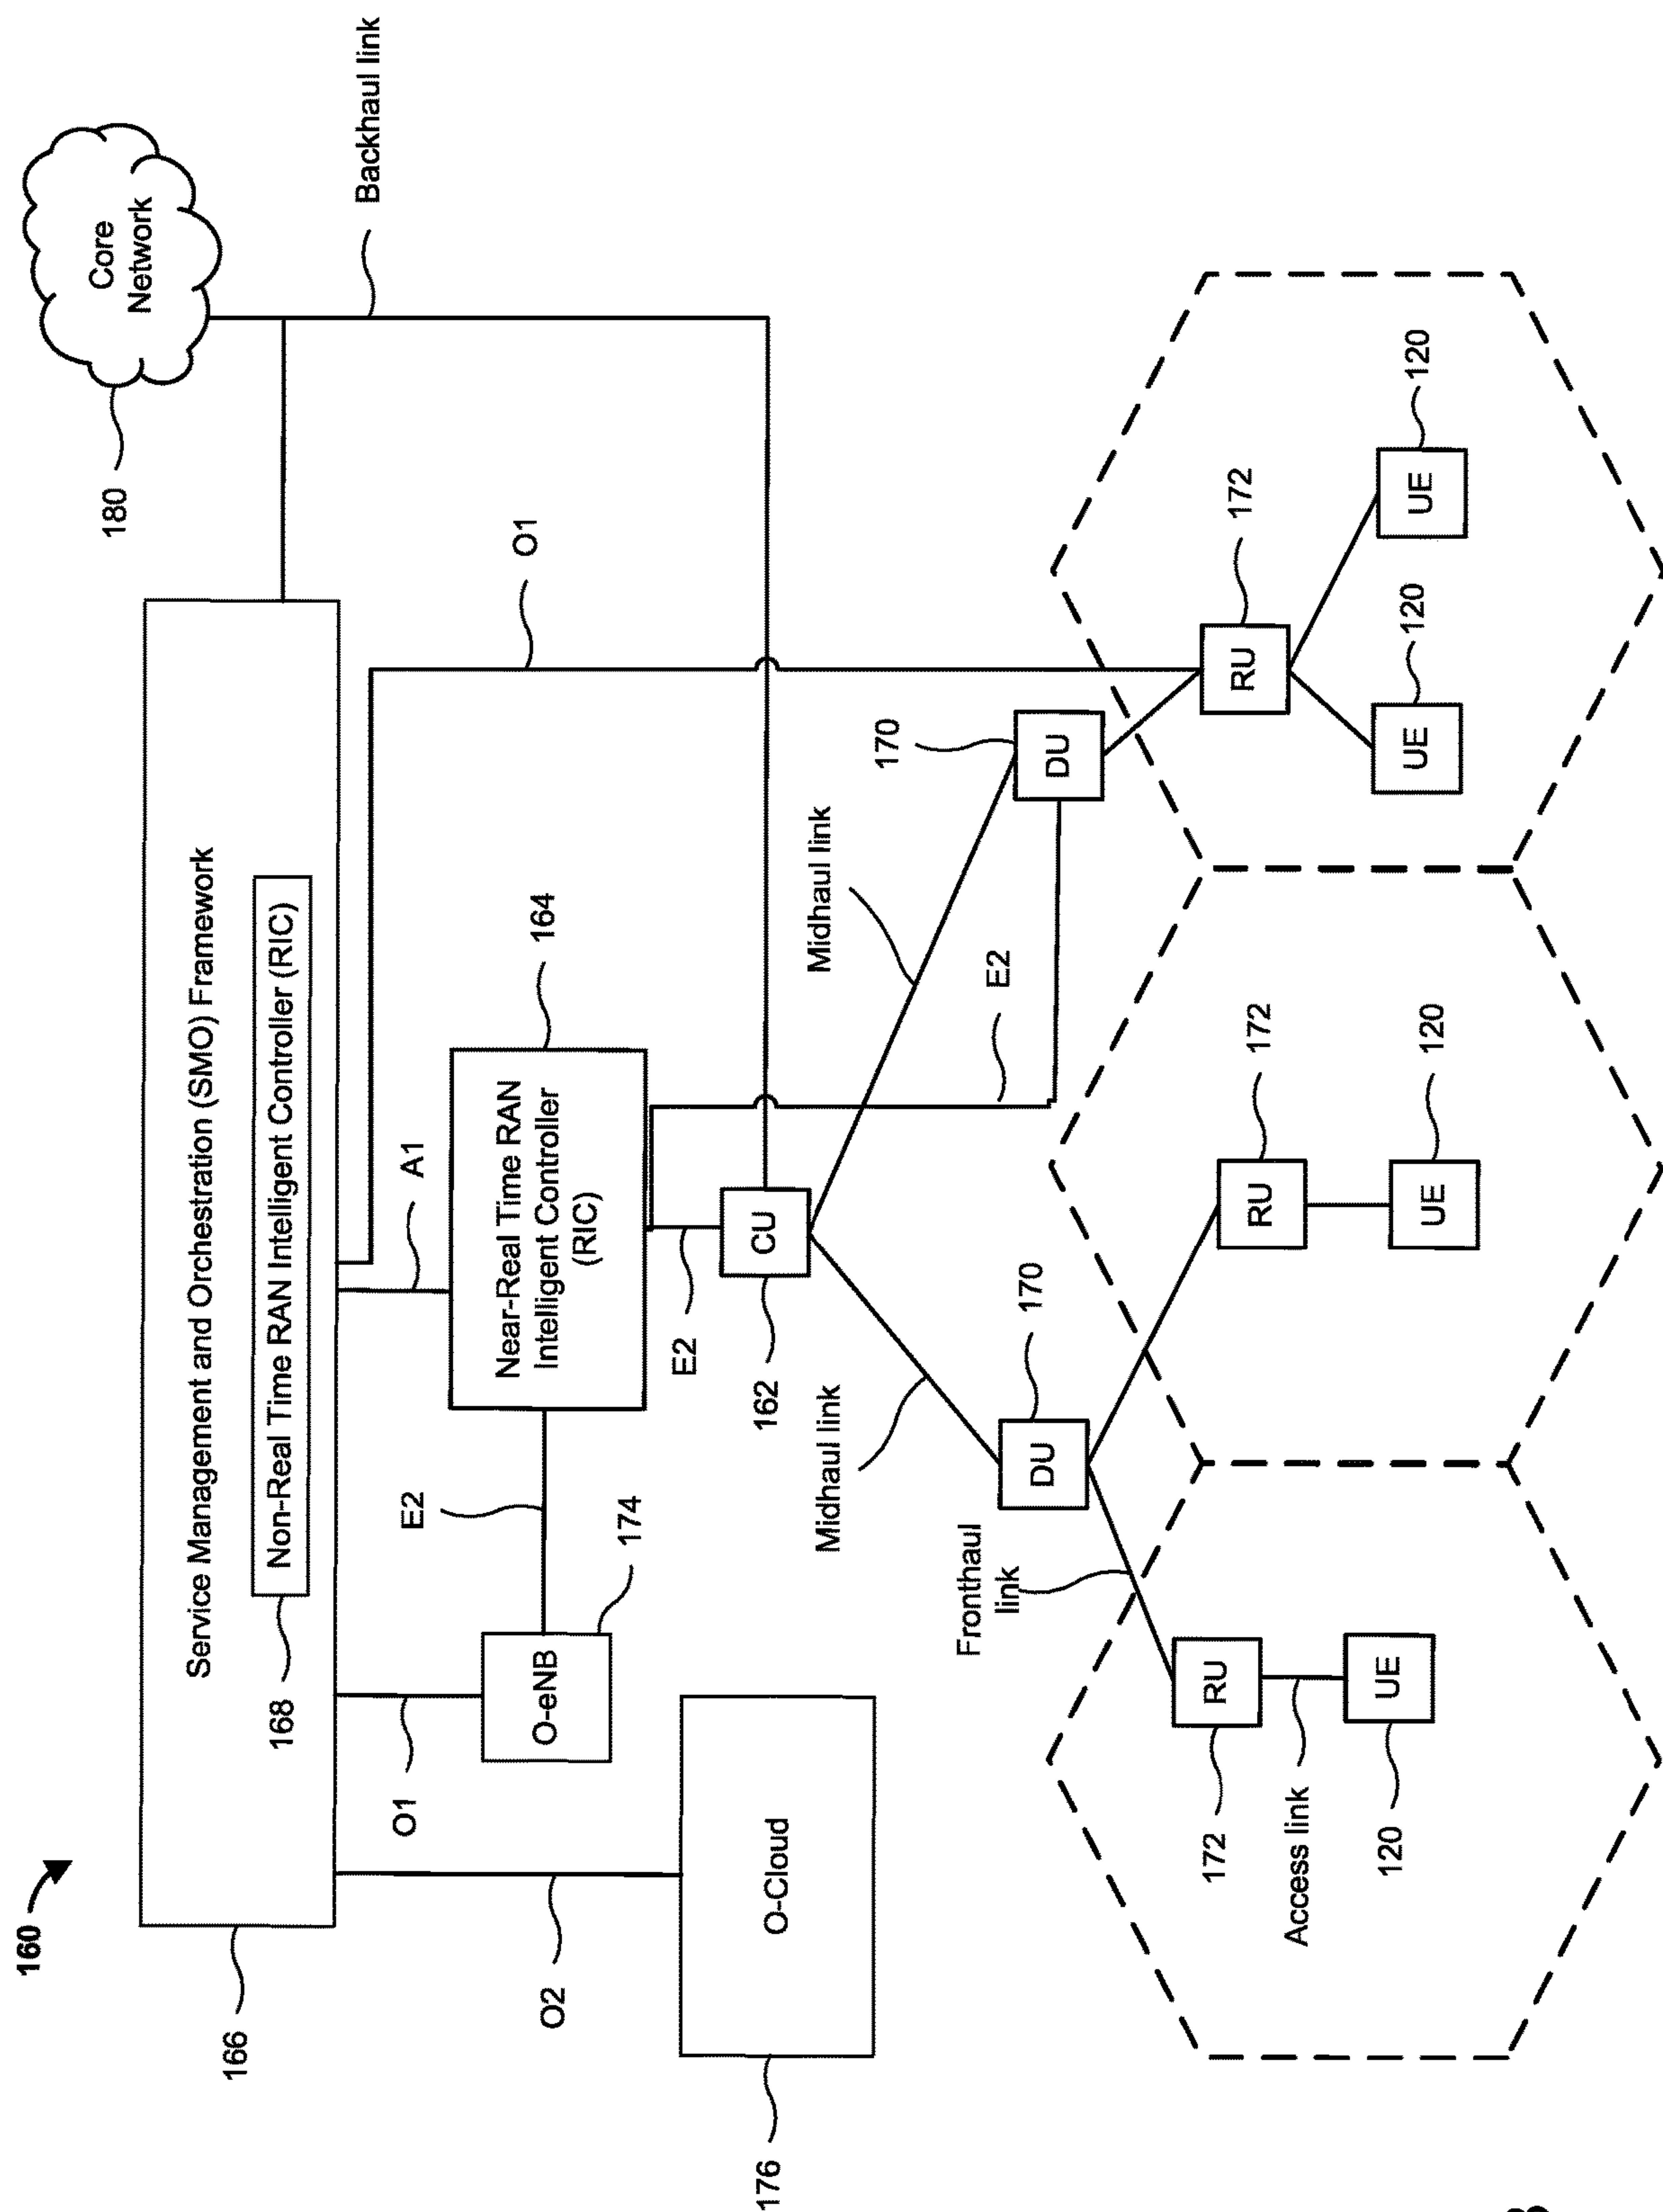 160
Core
Network
180
Service Management and Orchestration (SMO) Framework
166
168
Non-Real Time RAN Intelligent Controller (RIC)
Backhaul link
O1
E2
A1
Near-Real Time RAN
Intelligent Controller
(RIC)
164
O1
O-eNB
174
O2
E2
176
O-Cloud
162
CU
Midhaul link
Midhaul link
170
Fronthaul
link
E2
170
DU
DU
172
RU
172
RU
172
RU
Access link
120
UE
120
UE
120
UE
120
UE